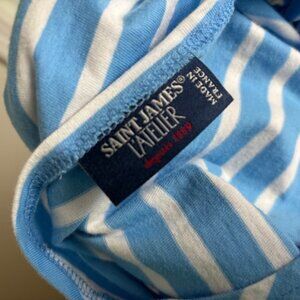 SAINT JAMES®
L'ATELIER
depuis 1889
MADE IN
FRANCE